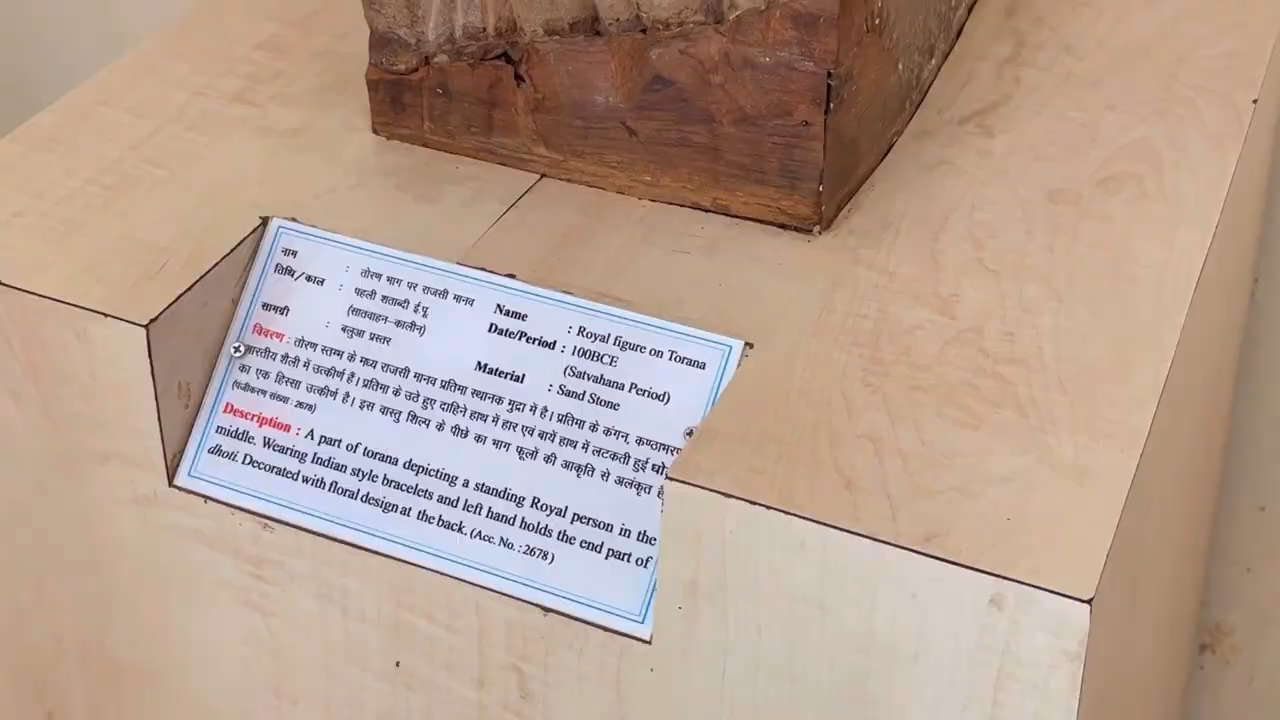 नाम : तोरण भाग पर राजसी मानव
तिथि/काल : पहली शताब्दी ई.पू.
(सातवाहन-कालीन)
सामग्री : बलुआ प्रस्तर
Name : Royal figure on Torana
Date/Period : 100BCE
(Satvahana Period)
Material : Sand Stone
विवरण : तोरण स्तम्भ के मध्य राजसी मानव प्रतिमा स्थानक मुद्रा में है। प्रतिमा के कंगन, कण्ठाभरण
भारतीय शैली में उत्कीर्ण हैं। प्रतिमा के उठे हुए दाहिने हाथ में हार एवं बायें हाथ में लटकती हुई
का एक हिस्सा उत्कीर्ण है। इस वास्तु शिल्प के पीछे का भाग फूलों की आकृति से अलंकृत है
(पंजीकरण संख्या : 2678)
Description : A part of torana depicting a standing Royal person in the
middle. Wearing Indian style bracelets and left hand holds the end part of
dhoti. Decorated with floral design at the back. (Acc. No. : 2678)